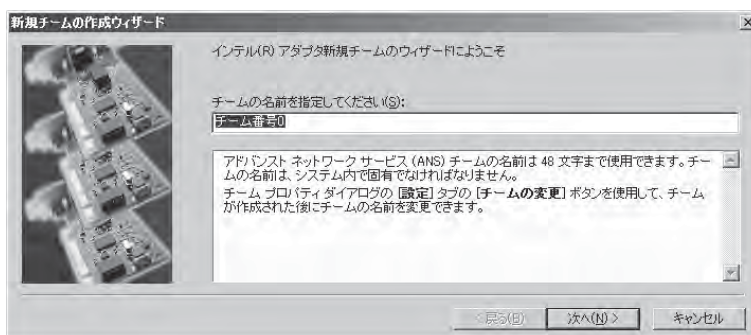 新規チームの作成ウィザード
インテル(R) アダプタ新規チームのウィザードにようこそ
チームの名前を指定してください(S):
チーム番号0
アドバンスト ネットワーク サービス (ANS) チームの名前は 48 文字まで使用できます。チー
ムの名前は、システム内で固有でなければなりません。
チーム プロパティ ダイアログの [設定] タブの [チームの変更] ボタンを使用して、チーム
が作成された後にチームの名前を変更できます。
< 戻る(B)
次へ(N) >
キャンセル